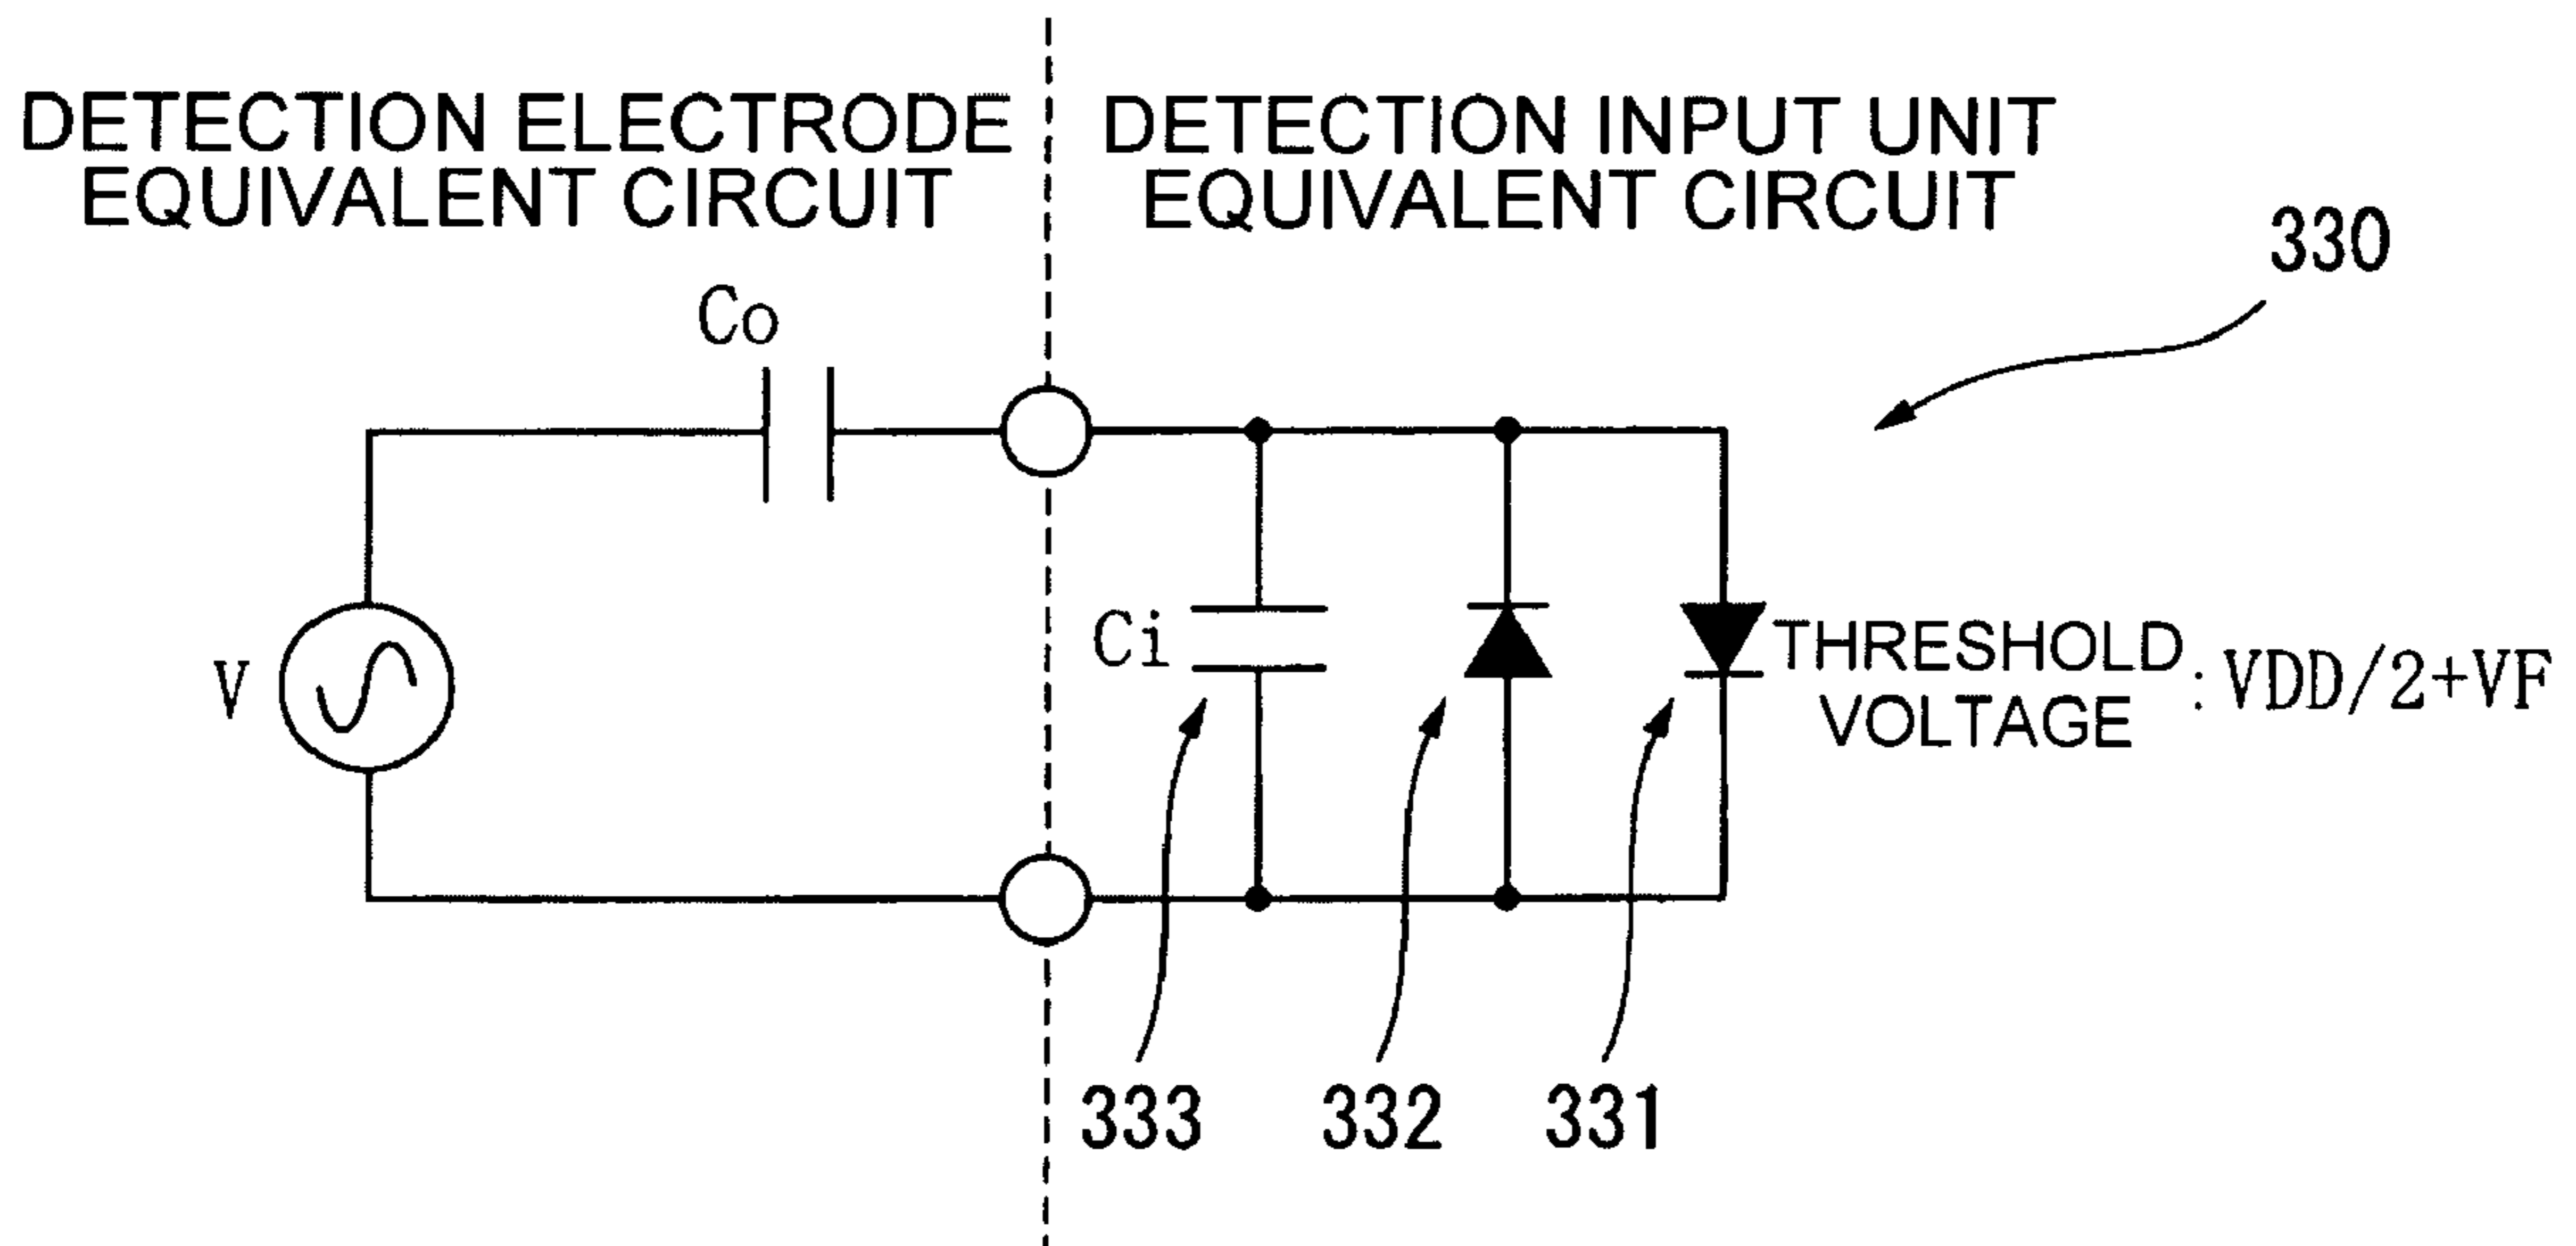 DETECTION ELECTRODE
EQUIVALENT CIRCUIT
DETECTION INPUT UNIT
EQUIVALENT CIRCUIT
330
Co
V
Ci
THRESHOLD
VOLTAGE
:VDD/2+VF
333
332
331